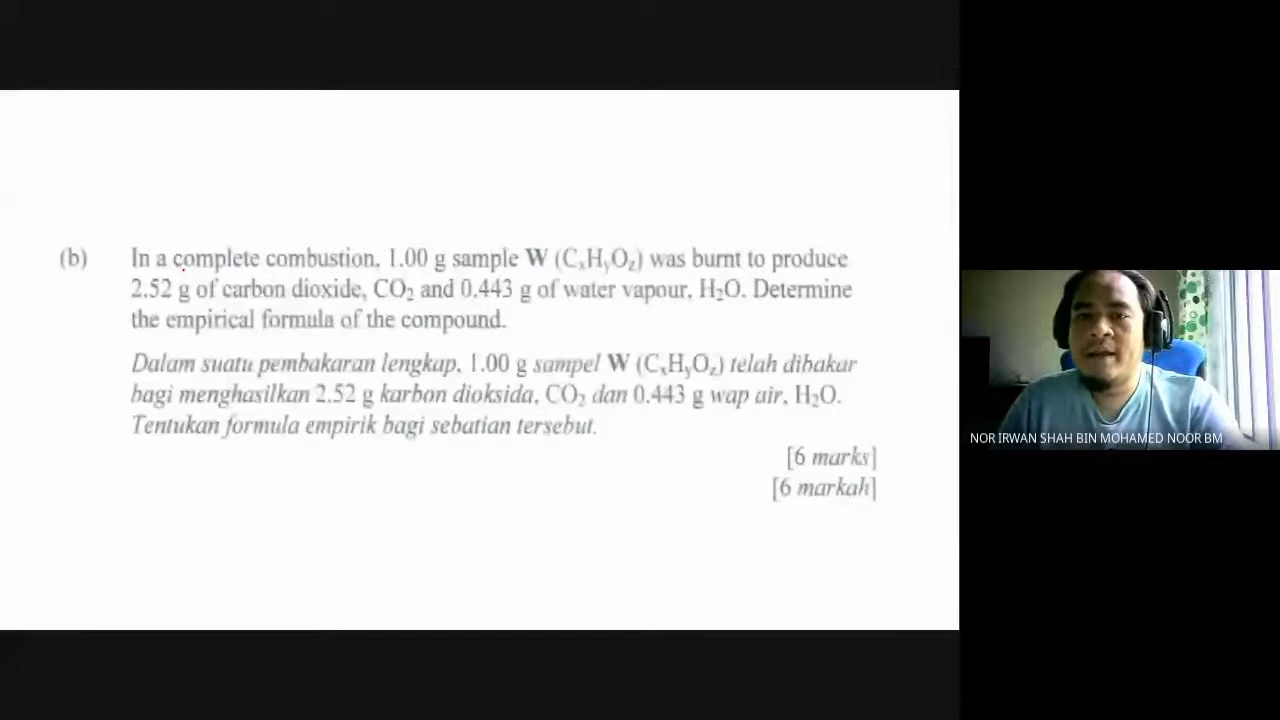 (b) In a complete combustion, 1.00 g sample W (CₓHᵧO_z) was burnt to produce
2.52 g of carbon dioxide, CO₂ and 0.443 g of water vapour, H₂O. Determine
the empirical formula of the compound.
Dalam suatu pembakaran lengkap, 1.00 g sampel W (CₓHᵧO_z) telah dibakar
bagi menghasilkan 2.52 g karbon dioksida, CO₂ dan 0.443 g wap air, H₂O.
Tentukan formula empirik bagi sebatian tersebut.
[6 marks]
[6 markah]
NOR IRWAN SHAH BIN MOHAMED NOOR BM